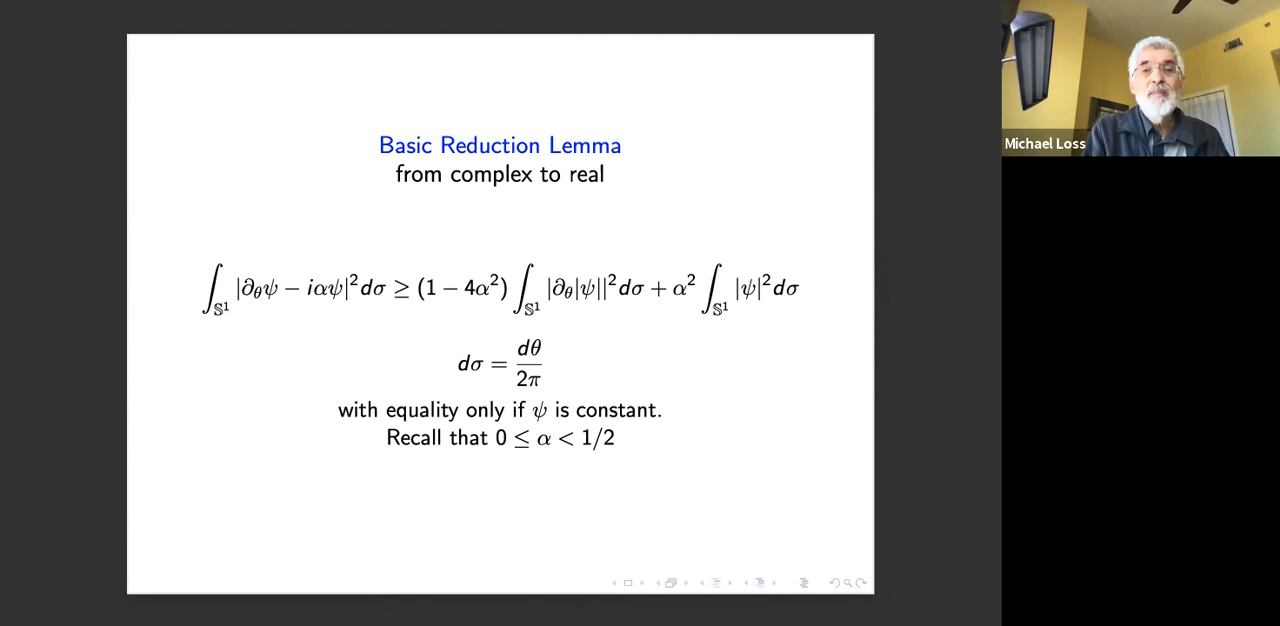 Basic Reduction Lemma
from complex to real
∫_{𝕊¹} |∂_θψ − iαψ|² dσ ≥ (1 − 4α²) ∫_{𝕊¹} |∂_θ|ψ||² dσ + α² ∫_{𝕊¹} |ψ|² dσ
dσ = dθ/2π
with equality only if ψ is constant.
Recall that 0 ≤ α < 1/2
Michael Loss